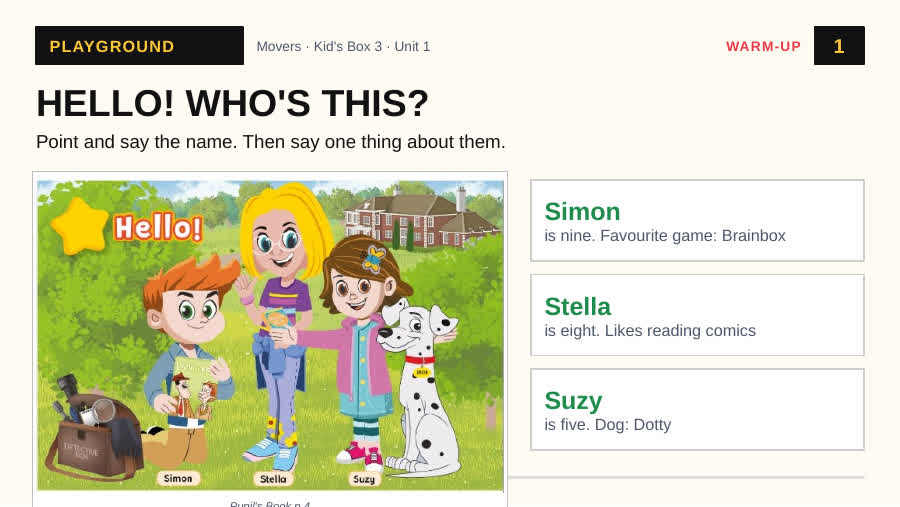 PLAYGROUND
Movers · Kid's Box 3 · Unit 1
WARM-UP
1
HELLO! WHO'S THIS?
Point and say the name. Then say one thing about them.
Hello!
DETECTIVE
BOX
Simon
Stella
Suzy
Simon
is nine. Favourite game: Brainbox
Stella
is eight. Likes reading comics
Suzy
is five. Dog: Dotty
Pupil's Book p.4